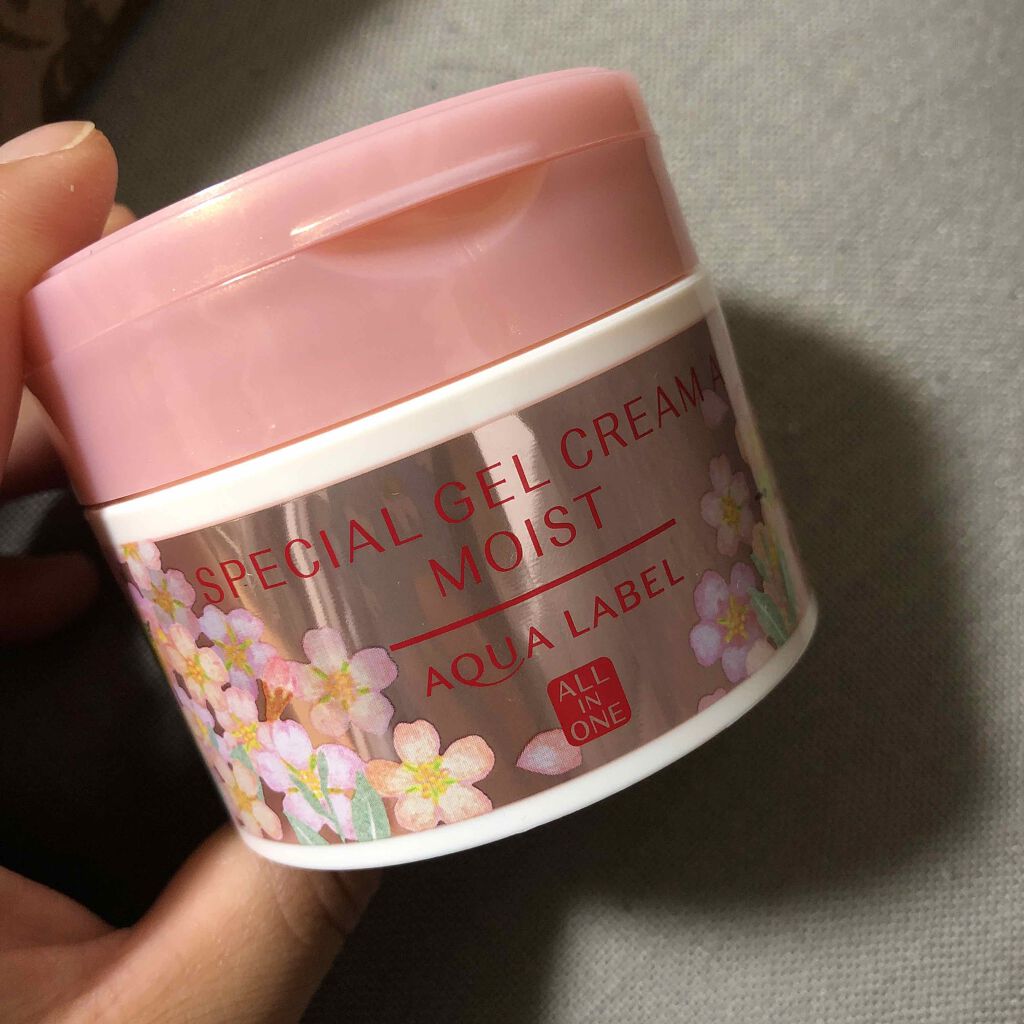 SPECIAL GEL CREAM A
MOIST
AQUA LABEL
ALL
IN
ONE